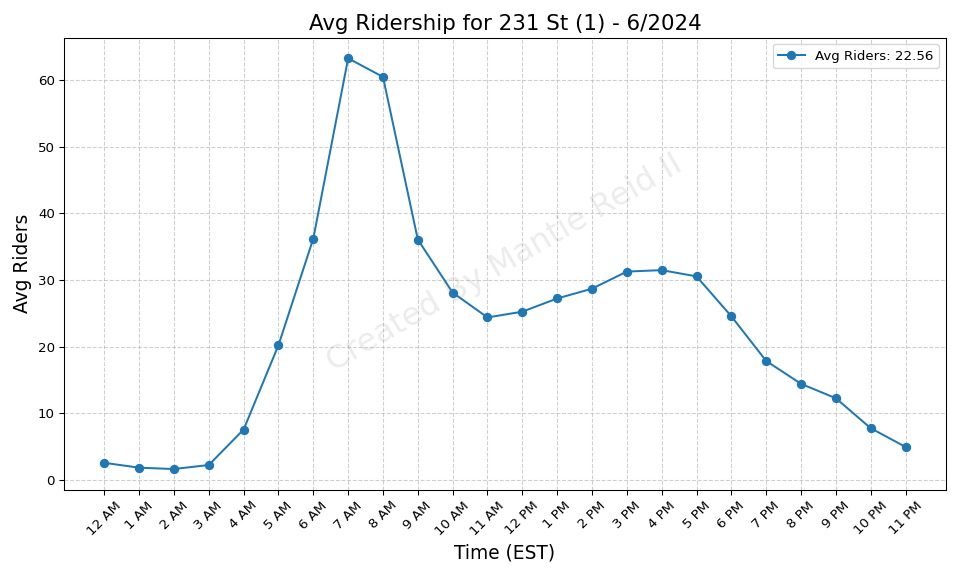 Avg Ridership for 231 St (1) - 6/2024
Avg Riders: 22.56
Avg Riders
60
50
40
30
20
10
0
Created By Mantie Reid II
12 AM
1 AM
2 AM
3 AM
4 AM
5 AM
6 AM
7 AM
8 AM
9 AM
10 AM
11 AM
12 PM
1 PM
2 PM
3 PM
4 PM
5 PM
6 PM
7 PM
8 PM
9 PM
10 PM
11 PM
Time (EST)